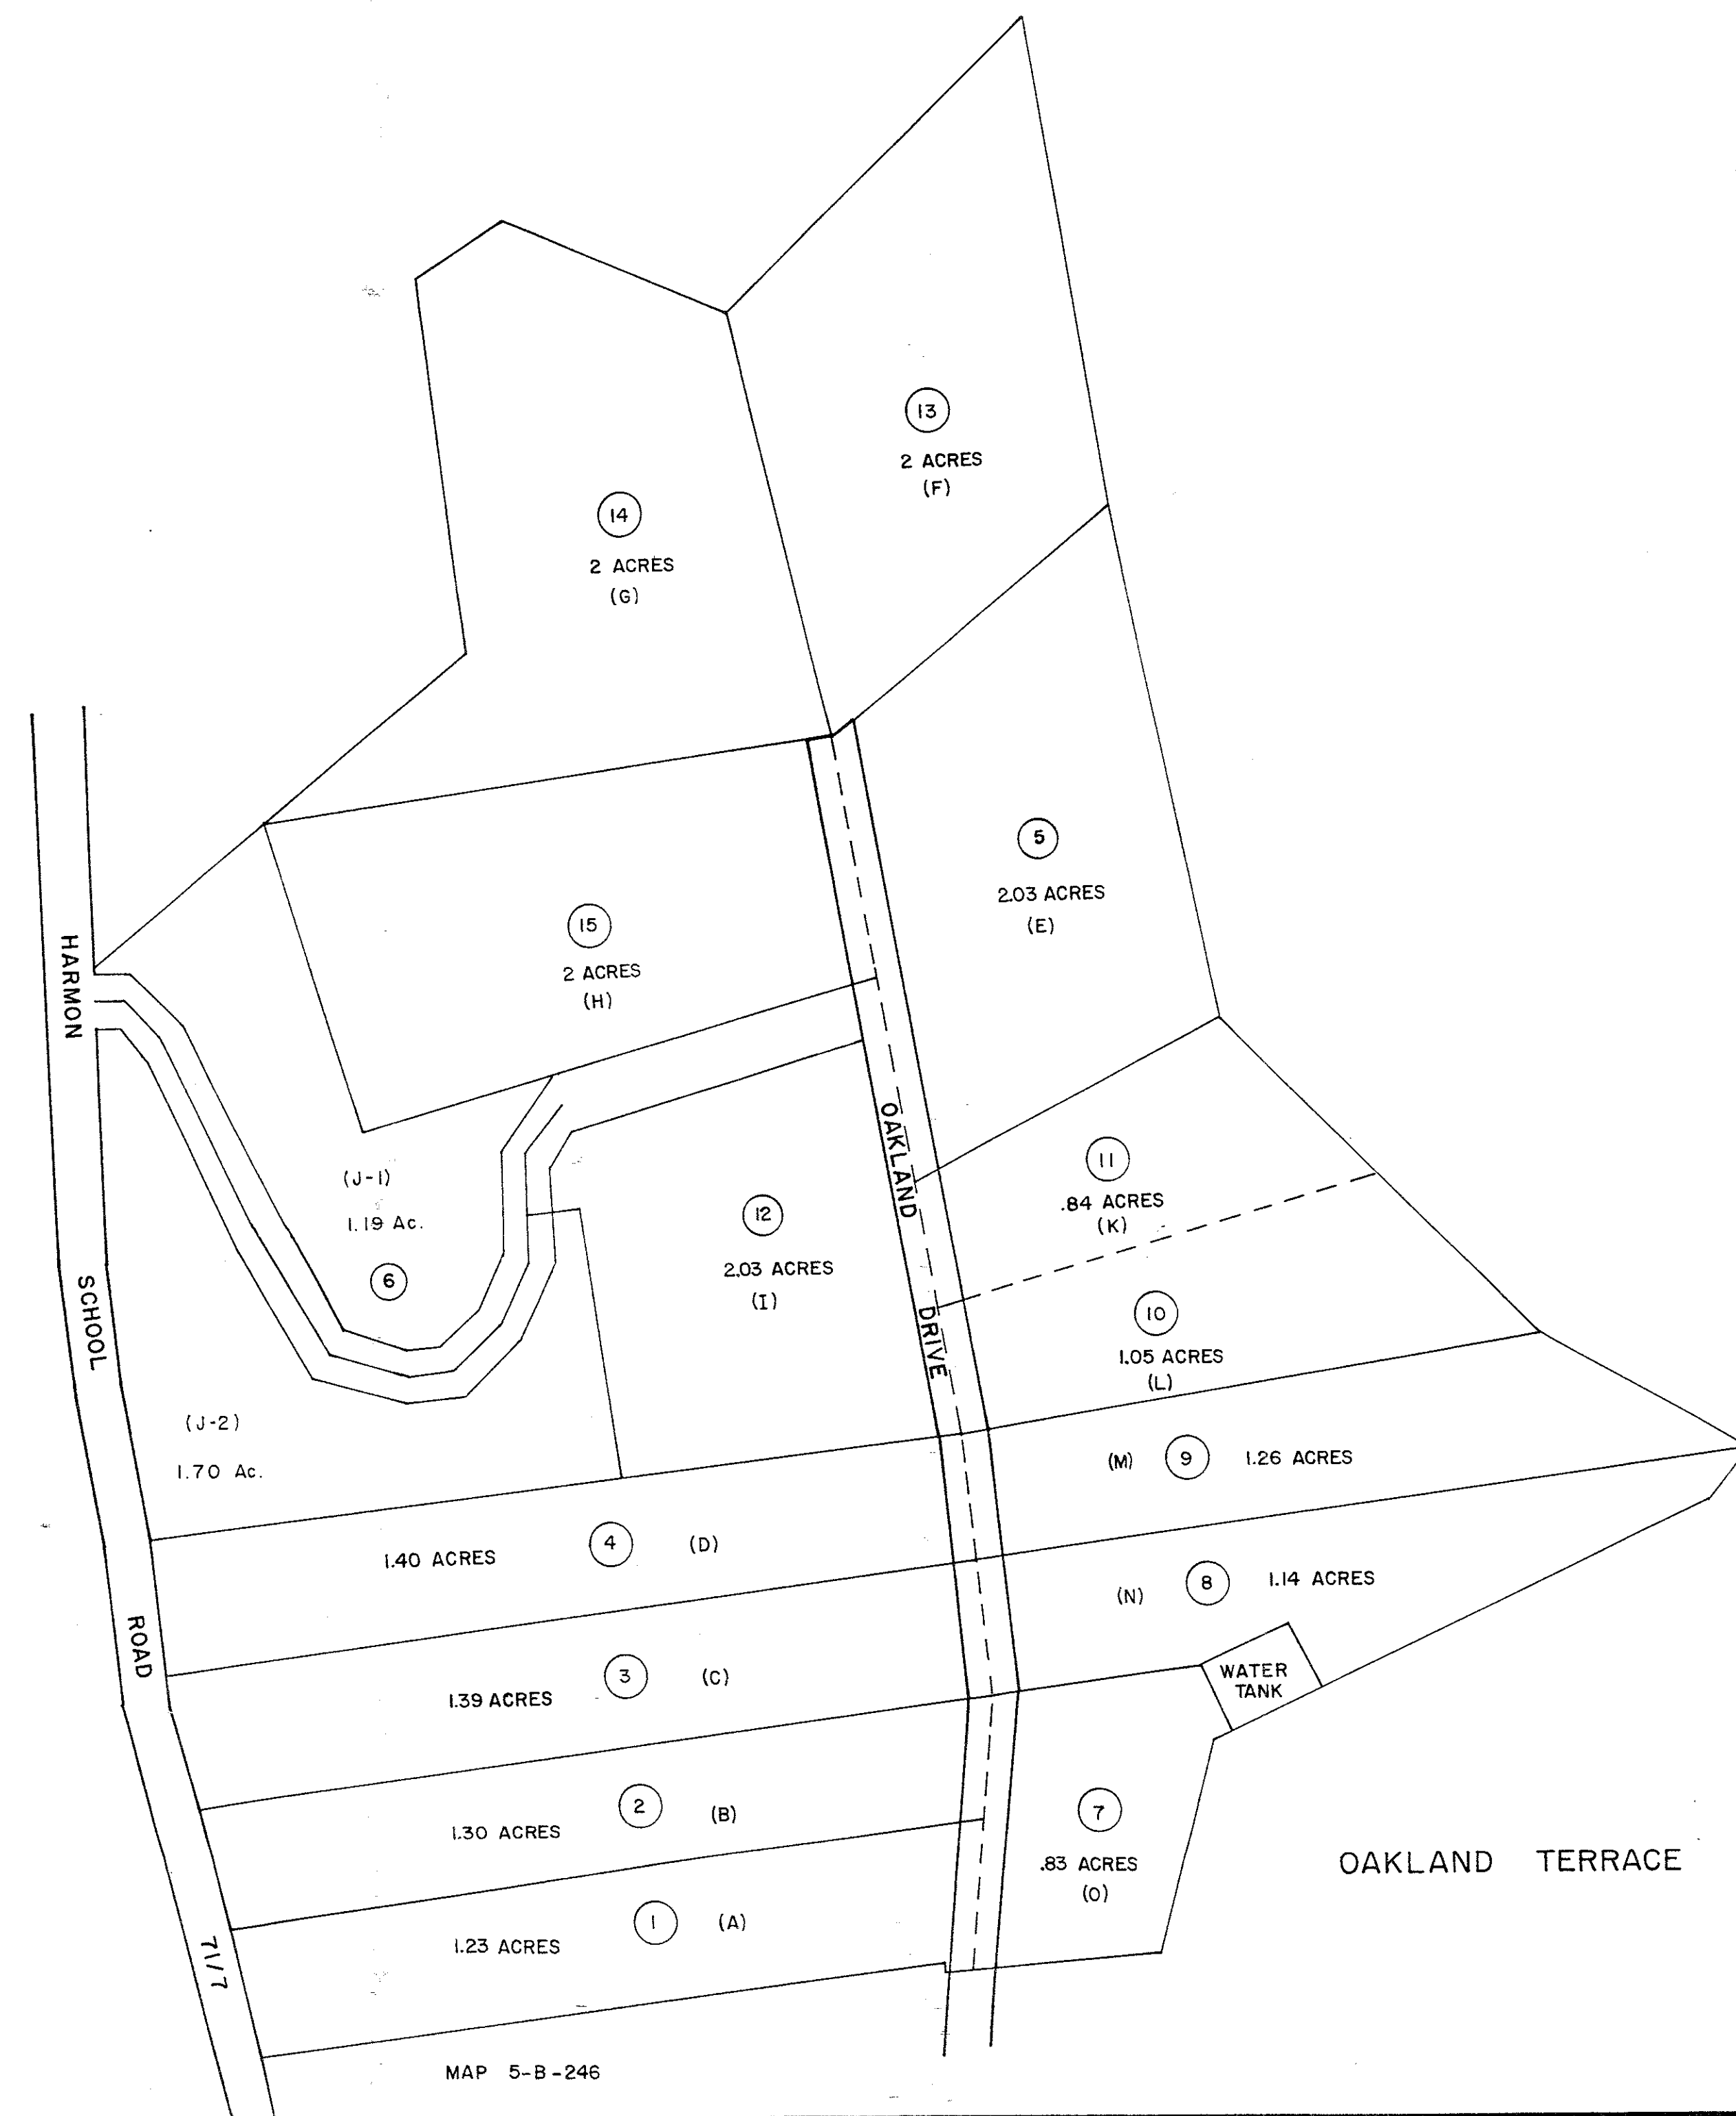 13
2 ACRES
(F)
14
2 ACRES
(G)
5
2.03 ACRES
(E)
15
2 ACRES
(H)
HARMON
SCHOOL
ROAD
71/7
OAKLAND
DRIVE
(J-1)
1.19 Ac.
6
11
.84 ACRES
(K)
12
2.03 ACRES
(I)
10
1.05 ACRES
(L)
(J-2)
1.70 Ac.
(M) 9 1.26 ACRES
1.40 ACRES 4 (D)
(N) 8 1.14 ACRES
1.39 ACRES 3 (C)
WATER
TANK
1.30 ACRES 2 (B)
7
.83 ACRES
(O)
OAKLAND TERRACE
1.23 ACRES 1 (A)
MAP 5-B-246